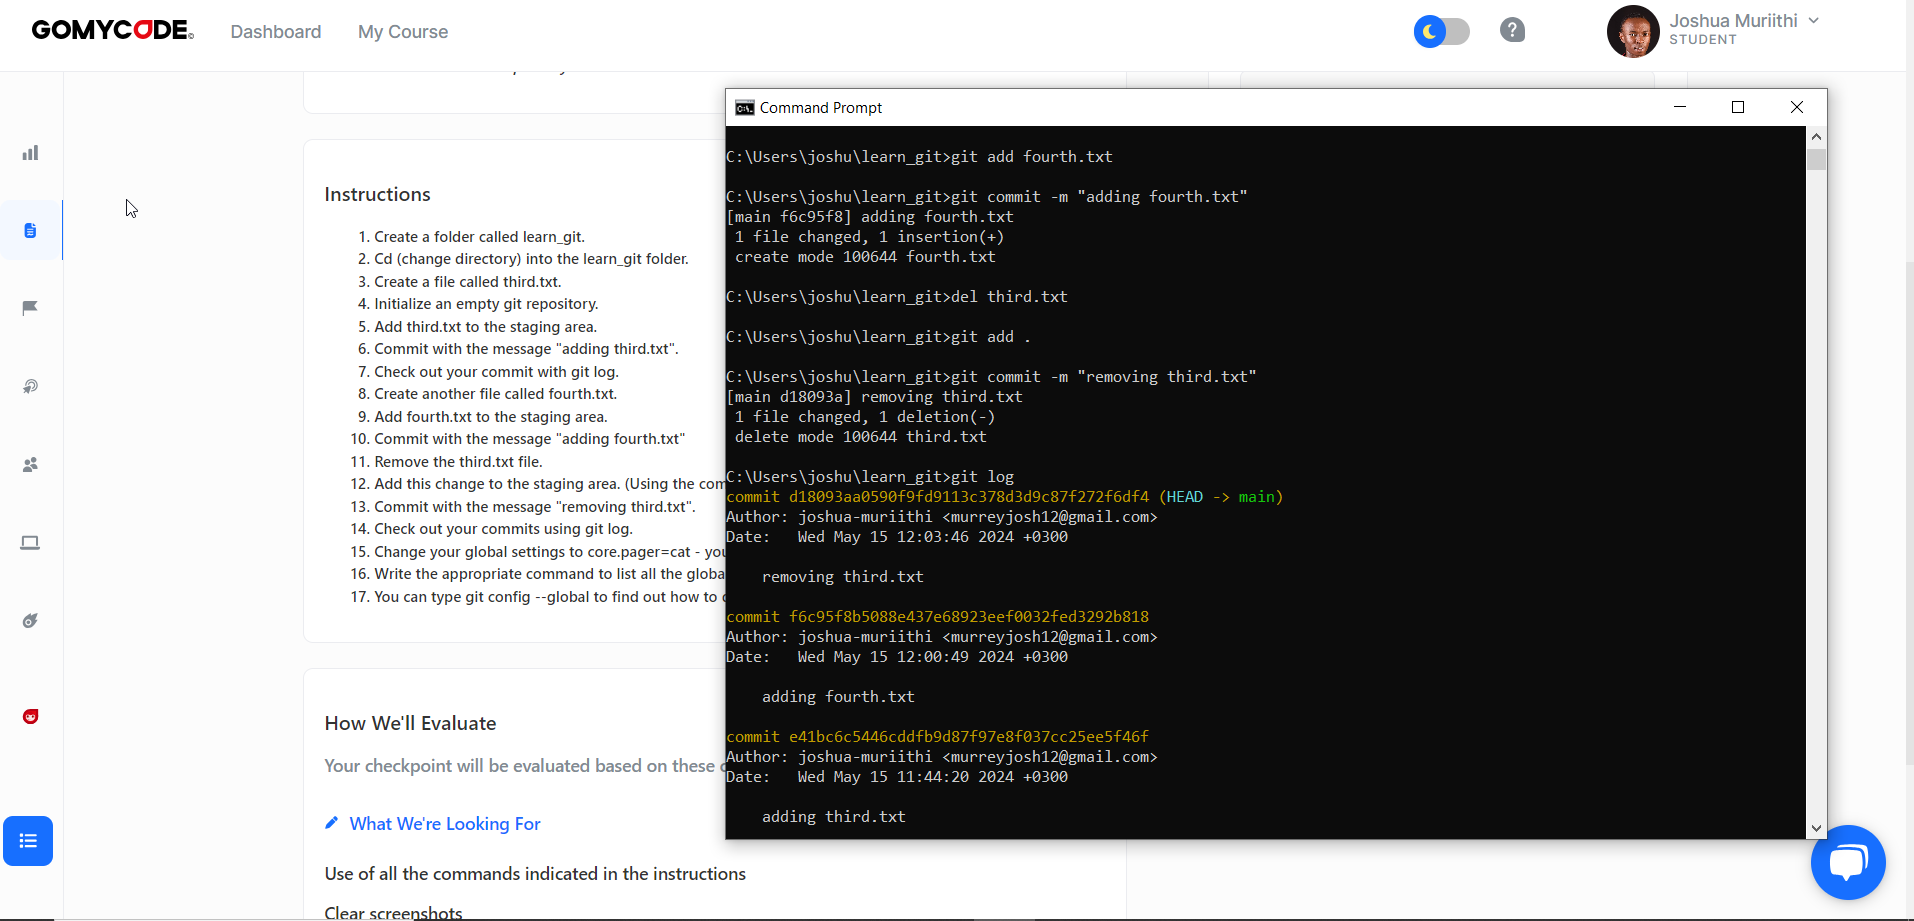 GOMYCODE
Dashboard
My Course
Joshua Muriithi
STUDENT
Instructions
1. Create a folder called learn_git.
2. Cd (change directory) into the learn_git folder.
3. Create a file called third.txt.
4. Initialize an empty git repository.
5. Add third.txt to the staging area.
6. Commit with the message "adding third.txt".
7. Check out your commit with git log.
8. Create another file called fourth.txt.
9. Add fourth.txt to the staging area.
10. Commit with the message "adding fourth.txt"
11. Remove the third.txt file.
12. Add this change to the staging area. (Using the com
13. Commit with the message "removing third.txt".
14. Check out your commits using git log.
15. Change your global settings to core.pager=cat - you
16. Write the appropriate command to list all the globa
17. You can type git config --global to find out how to
How We'll Evaluate
Your checkpoint will be evaluated based on these
What We're Looking For
Use of all the commands indicated in the instructions
Clear screenshots
Command Prompt
C:\Users\joshu\learn_git>git add fourth.txt
C:\Users\joshu\learn_git>git commit -m "adding fourth.txt"
[main f6c95f8] adding fourth.txt
1 file changed, 1 insertion(+)
create mode 100644 fourth.txt
C:\Users\joshu\learn_git>del third.txt
C:\Users\joshu\learn_git>git add .
C:\Users\joshu\learn_git>git commit -m "removing third.txt"
[main d18093a] removing third.txt
1 file changed, 1 deletion(-)
delete mode 100644 third.txt
C:\Users\joshu\learn_git>git log
commit d18093aa0590f9fd9113c378d3d9c87f272f6df4 (HEAD -> main)
Author: joshua-muriithi <murreyjosh12@gmail.com>
Date:   Wed May 15 12:03:46 2024 +0300
removing third.txt
commit f6c95f8b5088e437e68923eef0032fed3292b818
Author: joshua-muriithi <murreyjosh12@gmail.com>
Date:   Wed May 15 12:00:49 2024 +0300
adding fourth.txt
commit e41bc6c5446cddfb9d87f97e8f037cc25ee5f46f
Author: joshua-muriithi <murreyjosh12@gmail.com>
Date:   Wed May 15 11:44:20 2024 +0300
adding third.txt